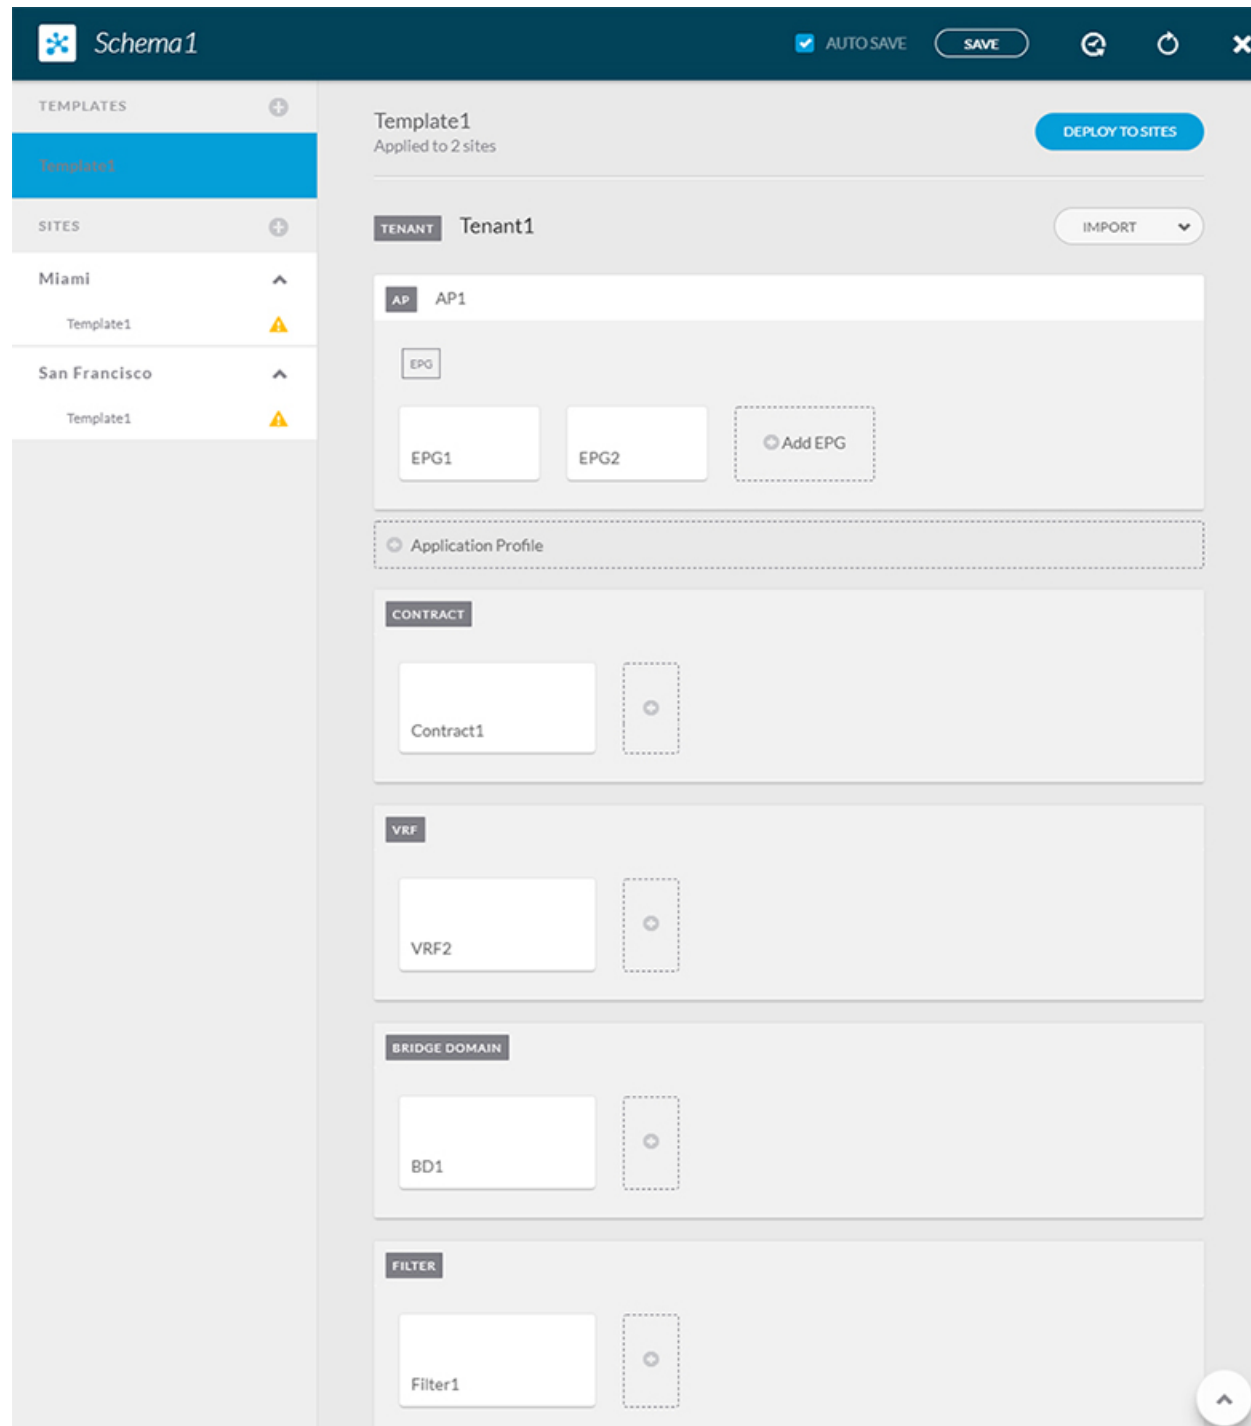 Schema1
AUTO SAVE
SAVE
TEMPLATES
Template1
SITES
Miami
Template1
San Francisco
Template1
Template1
Applied to 2 sites
DEPLOY TO SITES
TENANT Tenant1
IMPORT
AP AP1
EPG
EPG1
EPG2
Add EPG
Application Profile
CONTRACT
Contract1
VRF
VRF2
BRIDGE DOMAIN
BD1
FILTER
Filter1